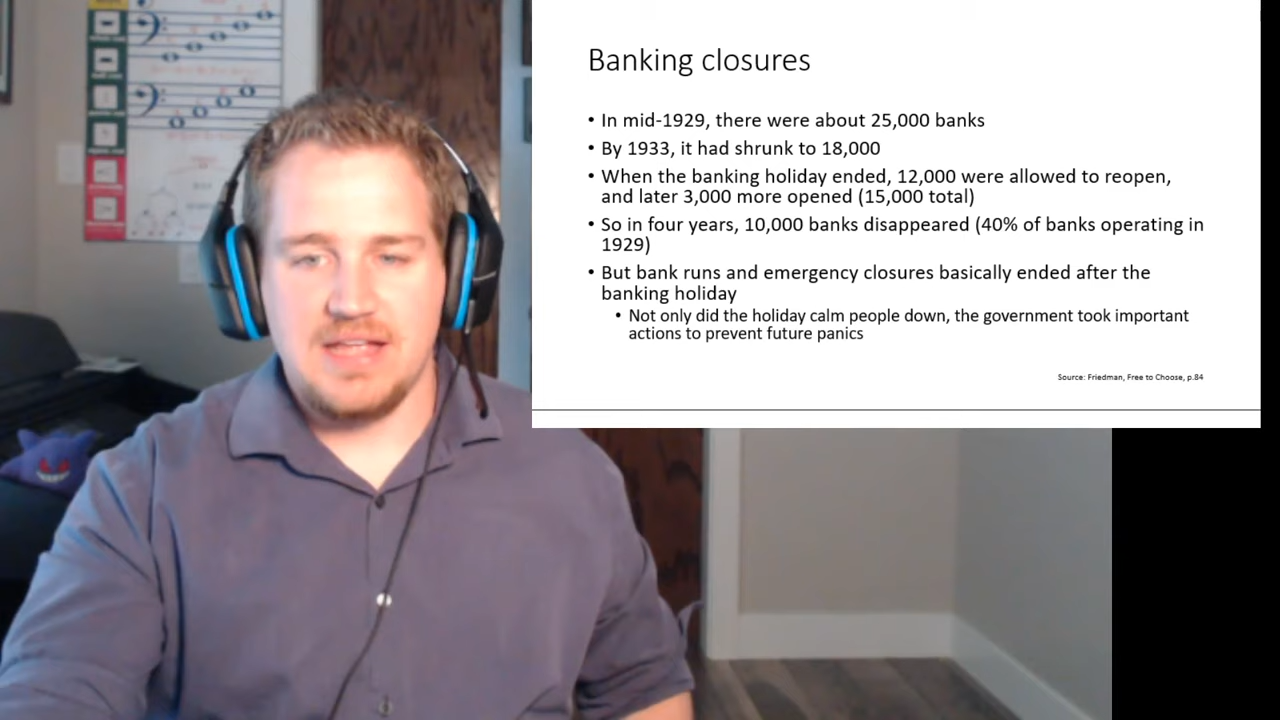 Banking closures
• In mid-1929, there were about 25,000 banks
• By 1933, it had shrunk to 18,000
• When the banking holiday ended, 12,000 were allowed to reopen,
and later 3,000 more opened (15,000 total)
• So in four years, 10,000 banks disappeared (40% of banks operating in
1929)
• But bank runs and emergency closures basically ended after the
banking holiday
• Not only did the holiday calm people down, the government took important
actions to prevent future panics
Source: Friedman, Free to Choose, p.84